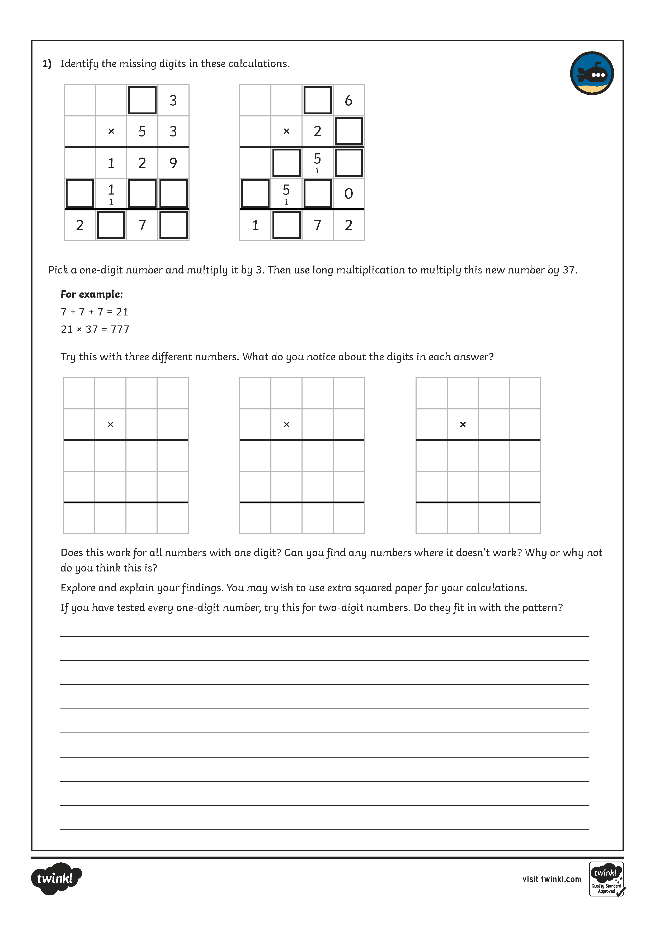 1) Identify the missing digits in these calculations.
3
× 5 3
1 2 9
1
1
2 7
6
× 2
5
1
5 0
1
1 7 2
Pick a one-digit number and multiply it by 3. Then use long multiplication to multiply this new number by 37.
For example:
7 + 7 + 7 = 21
21 × 37 = 777
Try this with three different numbers. What do you notice about the digits in each answer?
× × ×
Does this work for all numbers with one digit? Can you find any numbers where it doesn't work? Why or why not
do you think this is?
Explore and explain your findings. You may wish to use extra squared paper for your calculations.
If you have tested every one-digit number, try this for two-digit numbers. Do they fit in with the pattern?
twinkl
visit twinkl.com
twinkl
Quality Standard
Approved